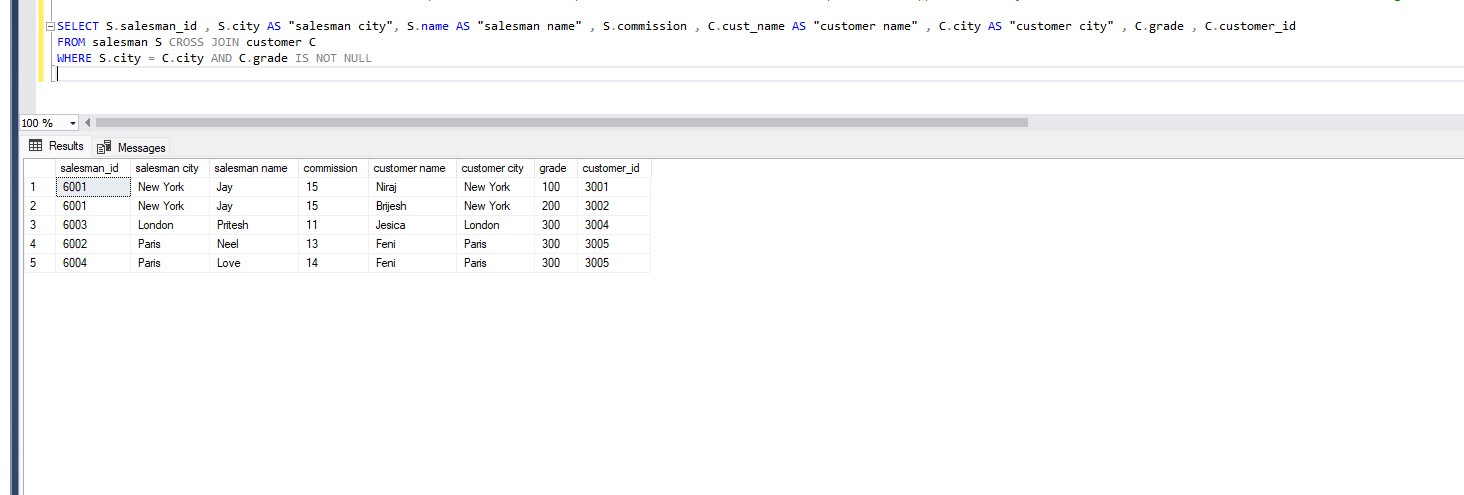 SELECT S.salesman_id , S.city AS "salesman city", S.name AS "salesman name" , S.commission , C.cust_name AS "customer name" , C.city AS "customer city" , C.grade , C.customer_id
FROM salesman S CROSS JOIN customer C
WHERE S.city = C.city AND C.grade IS NOT NULL
100 %
Results Messages
salesman_id salesman city salesman name commission customer name customer city grade customer_id
1 6001 New York Jay 15 Niraj New York 100 3001
2 6001 New York Jay 15 Brijesh New York 200 3002
3 6003 London Pritesh 11 Jesica London 300 3004
4 6002 Paris Neel 13 Feni Paris 300 3005
5 6004 Paris Love 14 Feni Paris 300 3005